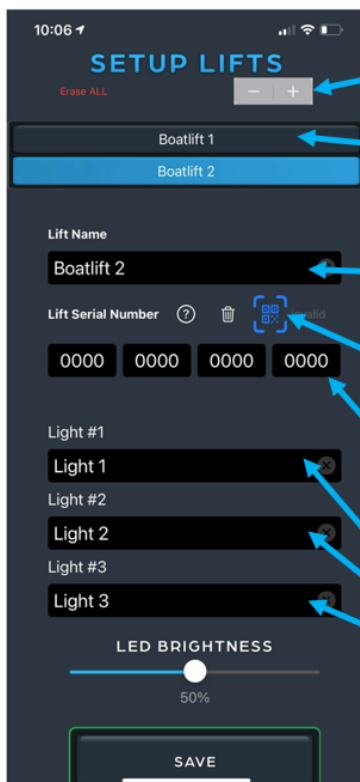 10:06
SETUP LIFTS
Erase ALL
− +
Boatlift 1
Boatlift 2
Lift Name
Boatlift 2
Lift Serial Number ? invalid
0000 0000 0000 0000
Light #1
Light 1
Light #2
Light 2
Light #3
Light 3
LED BRIGHTNESS
50%
SAVE